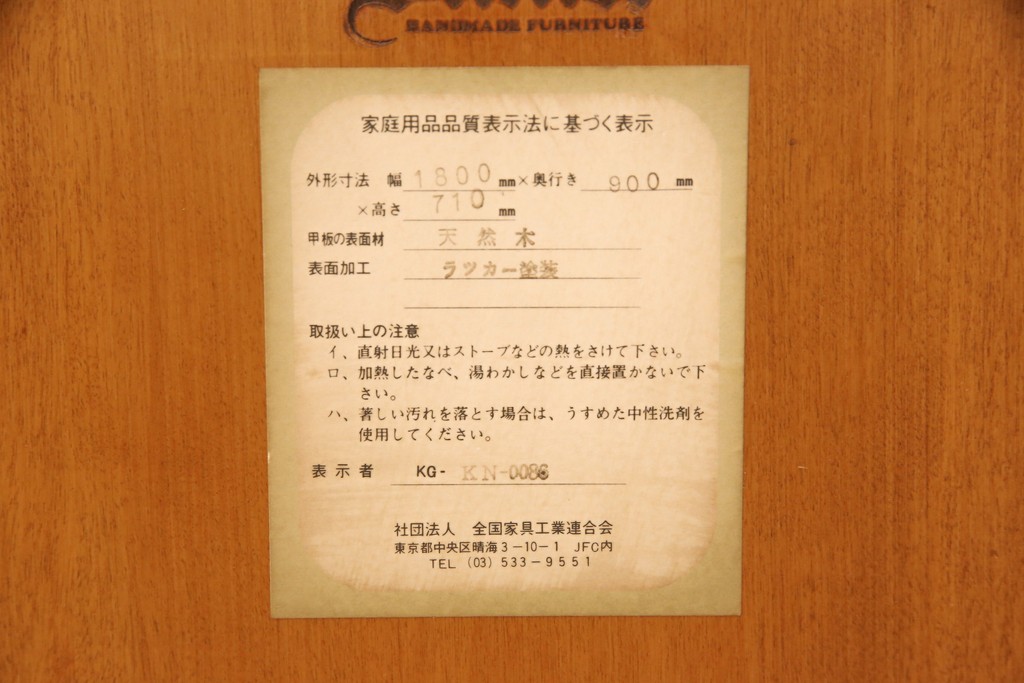 HANDMADE FURNITURE
家庭用品品質表示法に基づく表示
外形寸法 幅 1800 mm×奥行き 900 mm
×高さ 710 mm
甲板の表面材 天然木
表面加工 ラツカー塗装
取扱い上の注意
イ、直射日光又はストーブなどの熱をさけて下さい。
ロ、加熱したなべ、湯わかしなどを直接置かないで下
さい。
ハ、著しい汚れを落とす場合は、うすめた中性洗剤を
使用してください。
表示者 KG- KN-0086
社団法人 全国家具工業連合会
東京都中央区晴海3-10-1 JFC内
TEL (03) 533-9551